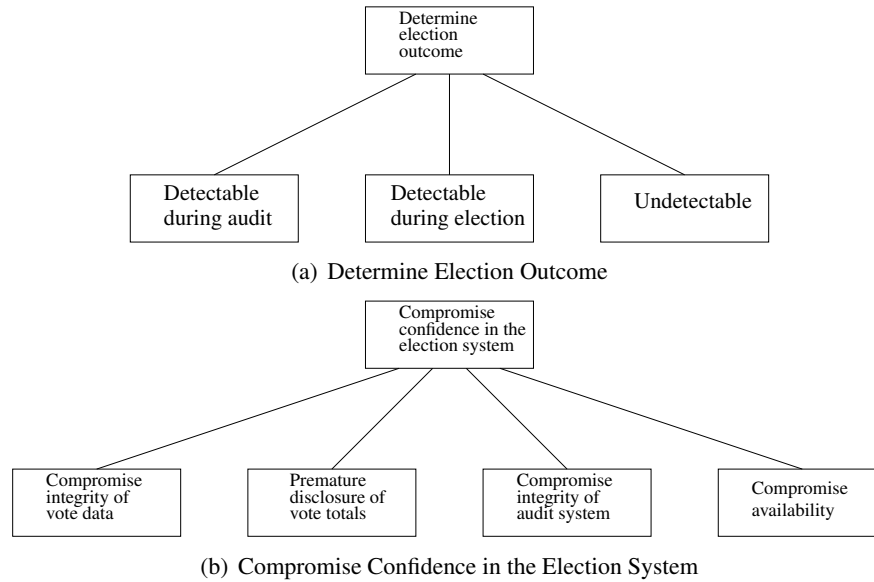 Determine
election
outcome
Detectable
during audit
Detectable
during election
Undetectable
(a) Determine Election Outcome
Compromise
confidence in the
election system
Compromise
integrity of
vote data
Premature
disclosure of
vote totals
Compromise
integrity of
audit system
Compromise
availability
(b) Compromise Confidence in the Election System